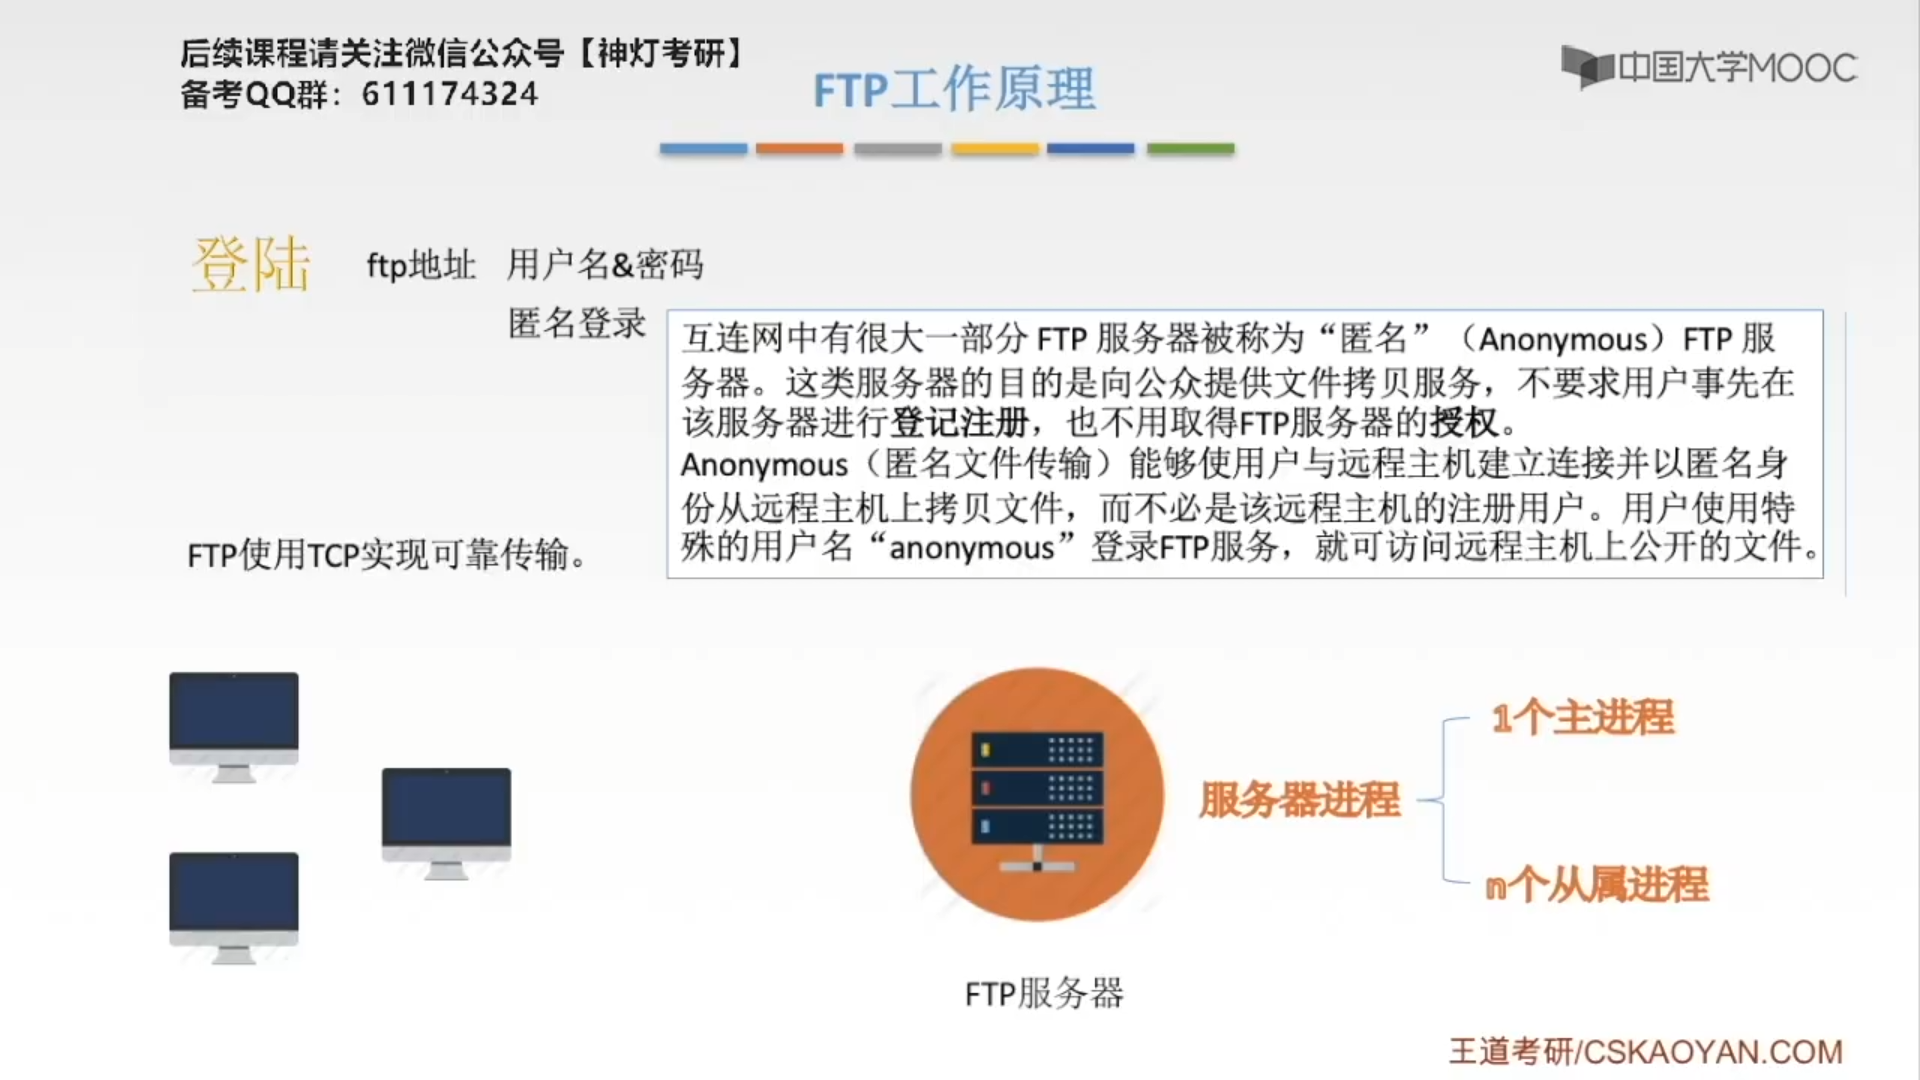 后续课程请关注微信公众号【神灯考研】
备考QQ群：611174324
FTP工作原理
中国大学MOOC
登陆
ftp地址 用户名&密码
匿名登录
互连网中有很大一部分 FTP 服务器被称为“匿名”（Anonymous）FTP 服
务器。这类服务器的目的是向公众提供文件拷贝服务，不要求用户事先在
该服务器进行登记注册，也不用取得FTP服务器的授权。
Anonymous（匿名文件传输）能够使用户与远程主机建立连接并以匿名身
份从远程主机上拷贝文件，而不必是该远程主机的注册用户。用户使用特
殊的用户名“anonymous”登录FTP服务，就可访问远程主机上公开的文件。
FTP使用TCP实现可靠传输。
1个主进程
服务器进程
n个从属进程
FTP服务器
王道考研/CSKAOYAN.COM